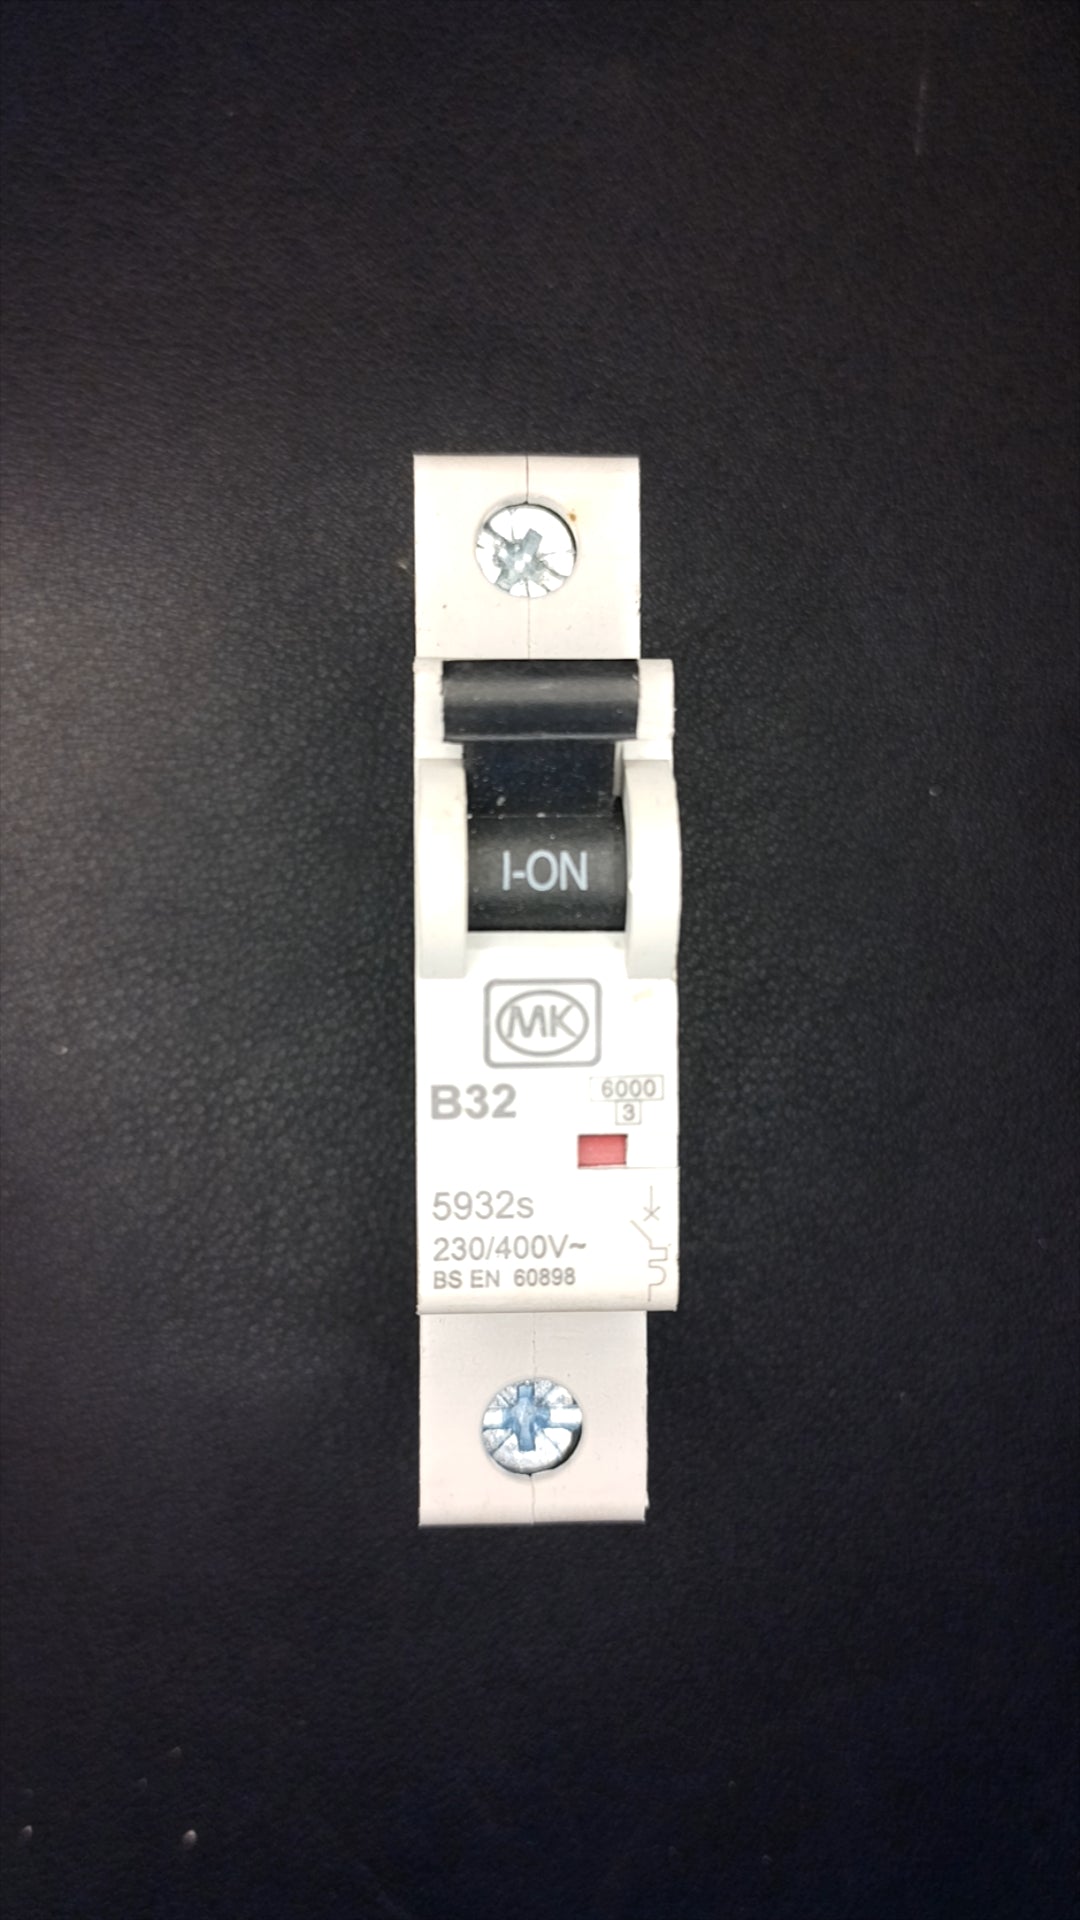 I-ON
MK
B32
6000
3
5932s
230/400V~
BS EN 60898